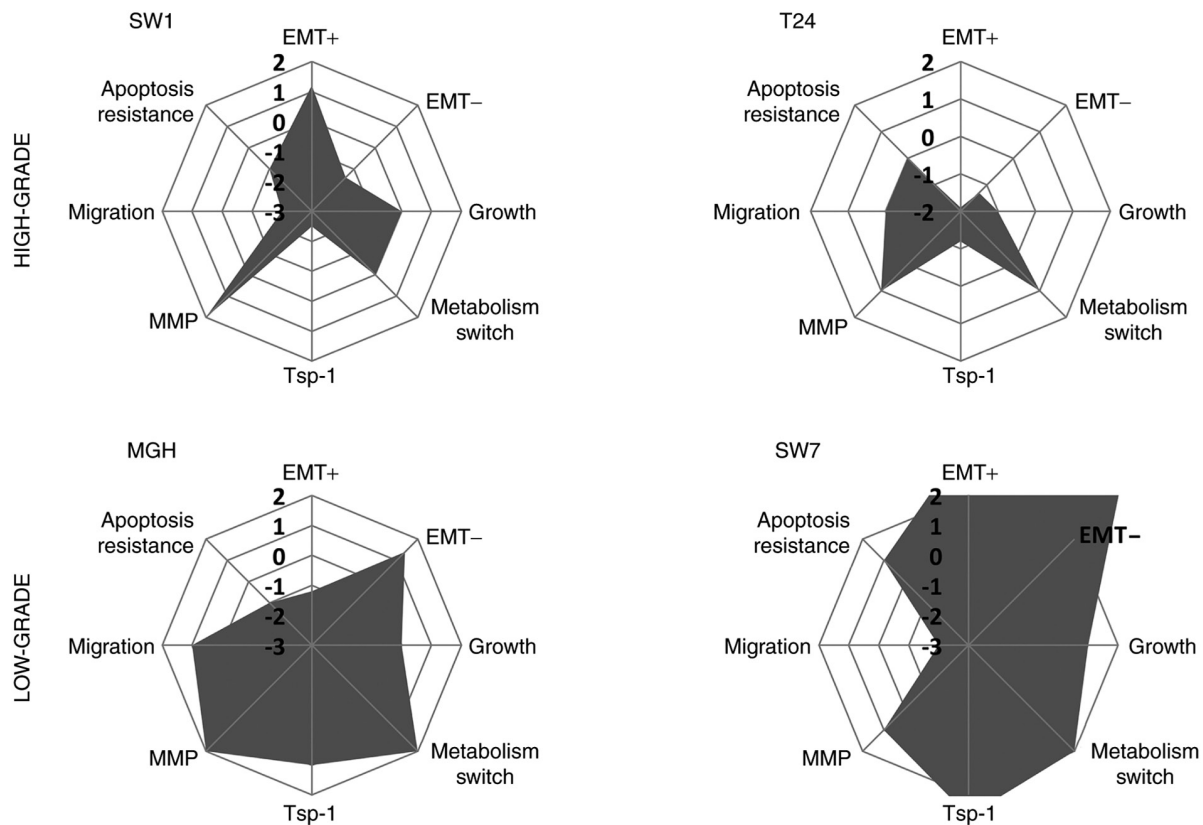 SW1
EMT+
2
1
0
-1
-2
-3
EMT−
Growth
Metabolism
switch
Tsp-1
MMP
Migration
Apoptosis
resistance
T24
EMT+
2
1
0
-1
-2
EMT−
Growth
Metabolism
switch
Tsp-1
MMP
Migration
Apoptosis
resistance
HIGH-GRADE
MGH
EMT+
2
1
0
-1
-2
-3
EMT−
Growth
Metabolism
switch
Tsp-1
MMP
Migration
Apoptosis
resistance
SW7
EMT+
2
1
0
-1
-2
-3
EMT−
Growth
Metabolism
switch
Tsp-1
MMP
Migration
Apoptosis
resistance
LOW-GRADE